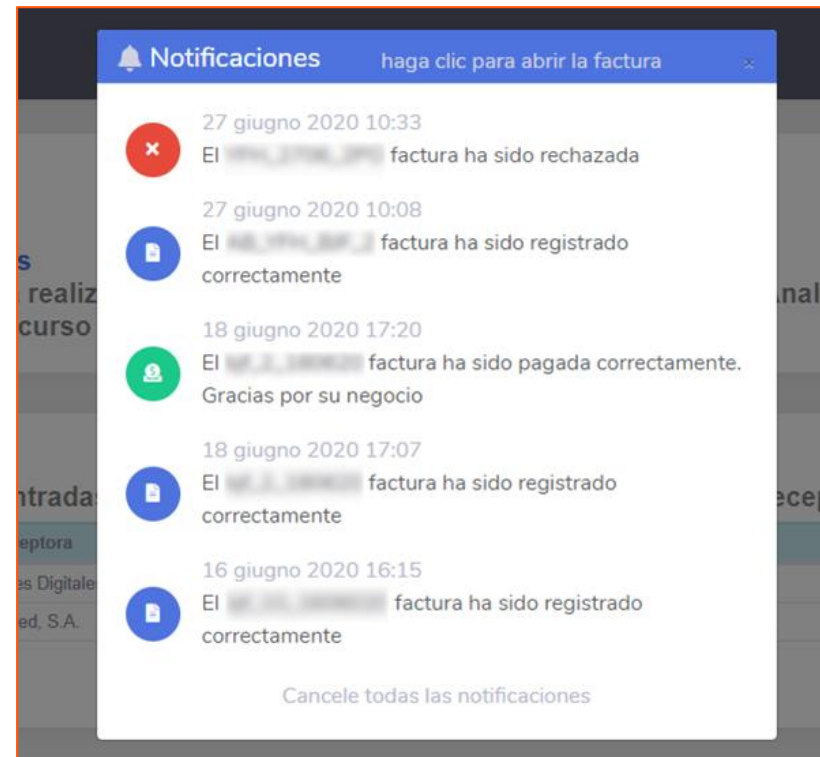 Notificaciones haga clic para abrir la factura ×
27 giugno 2020 10:33
El factura ha sido rechazada
27 giugno 2020 10:08
El factura ha sido registrado
correctamente
18 giugno 2020 17:20
El factura ha sido pagada correctamente.
Gracias por su negocio
18 giugno 2020 17:07
El factura ha sido registrado
correctamente
16 giugno 2020 16:15
El factura ha sido registrado
correctamente
Cancele todas las notificaciones
s
realiz
curso
nal
ntrada
ecep
eptora
es Digitale
ed, S.A.